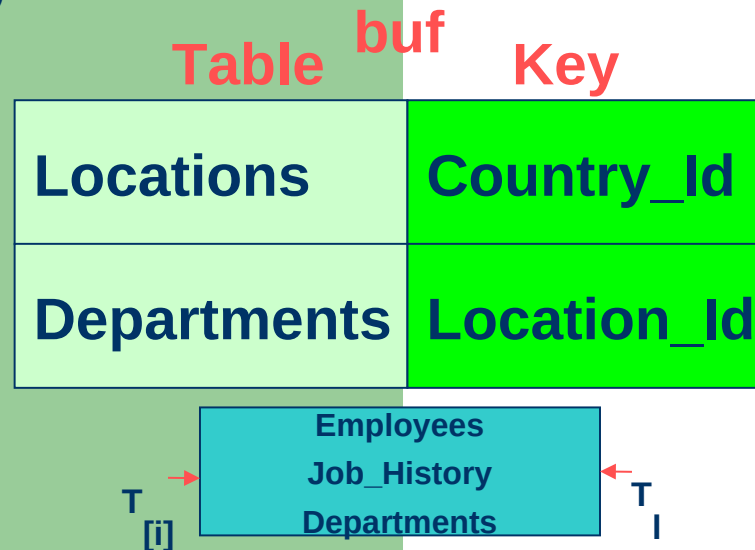 buf
Table Key
Locations Country_Id
Departments Location_Id
Employees
Job_History
Departments
T
[i]
T
I